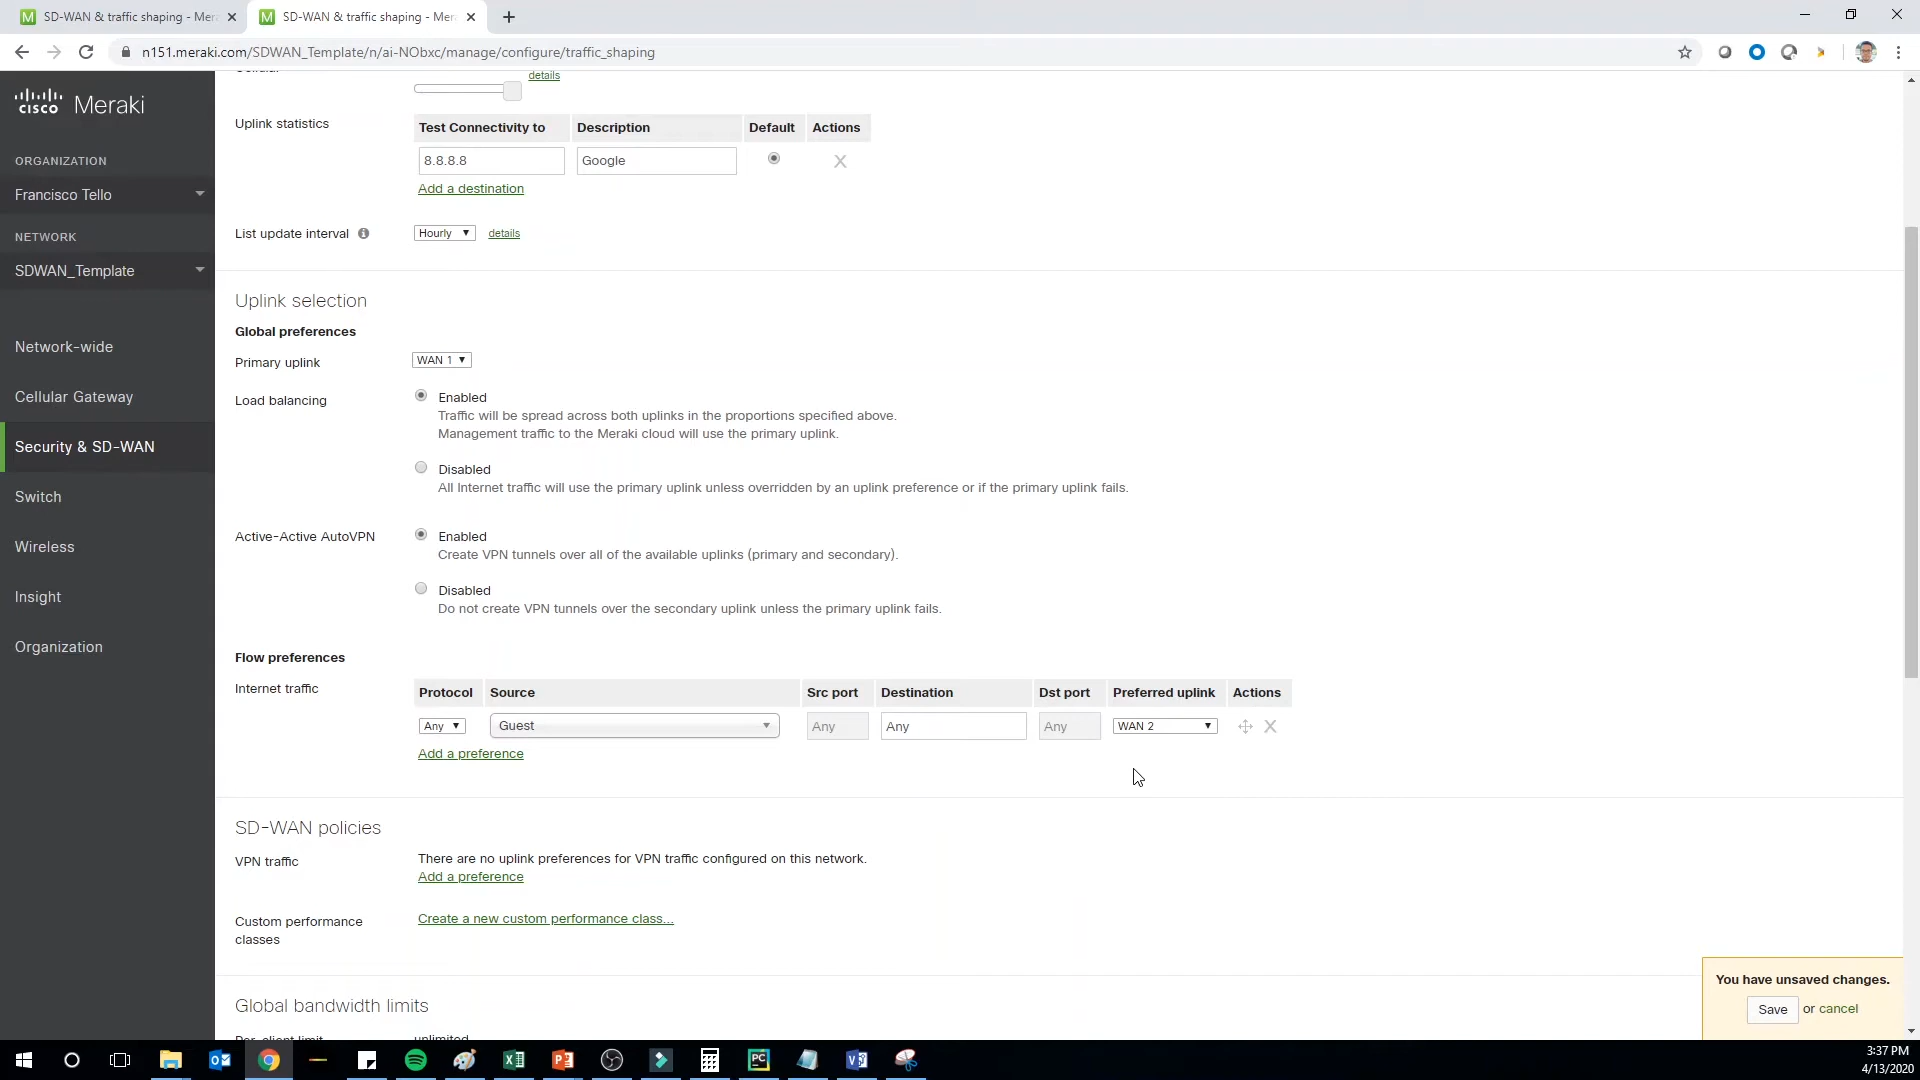 SD-WAN & traffic shaping - Mera
SD-WAN & traffic shaping - Mera
n151.meraki.com/SDWAN_Template/n/ai-NObxc/manage/configure/traffic_shaping
CISCO Meraki
ORGANIZATION
Francisco Tello
NETWORK
SDWAN_Template
Network-wide
Cellular Gateway
Security & SD-WAN
Switch
Wireless
Insight
Organization
details
Uplink statistics
Test Connectivity to Description Default Actions
8.8.8.8 Google X
Add a destination
List update interval Hourly details
Uplink selection
Global preferences
Primary uplink WAN 1
Load balancing Enabled
Traffic will be spread across both uplinks in the proportions specified above.
Management traffic to the Meraki cloud will use the primary uplink.
Disabled
All Internet traffic will use the primary uplink unless overridden by an uplink preference or if the primary uplink fails.
Active-Active AutoVPN Enabled
Create VPN tunnels over all of the available uplinks (primary and secondary).
Disabled
Do not create VPN tunnels over the secondary uplink unless the primary uplink fails.
Flow preferences
Internet traffic
Protocol Source Src port Destination Dst port Preferred uplink Actions
Any Guest Any Any Any WAN 2 X
Add a preference
SD-WAN policies
VPN traffic There are no uplink preferences for VPN traffic configured on this network.
Add a preference
Custom performance
classes
Create a new custom performance class...
Global bandwidth limits
You have unsaved changes.
Save or cancel
3:37 PM
4/13/2020